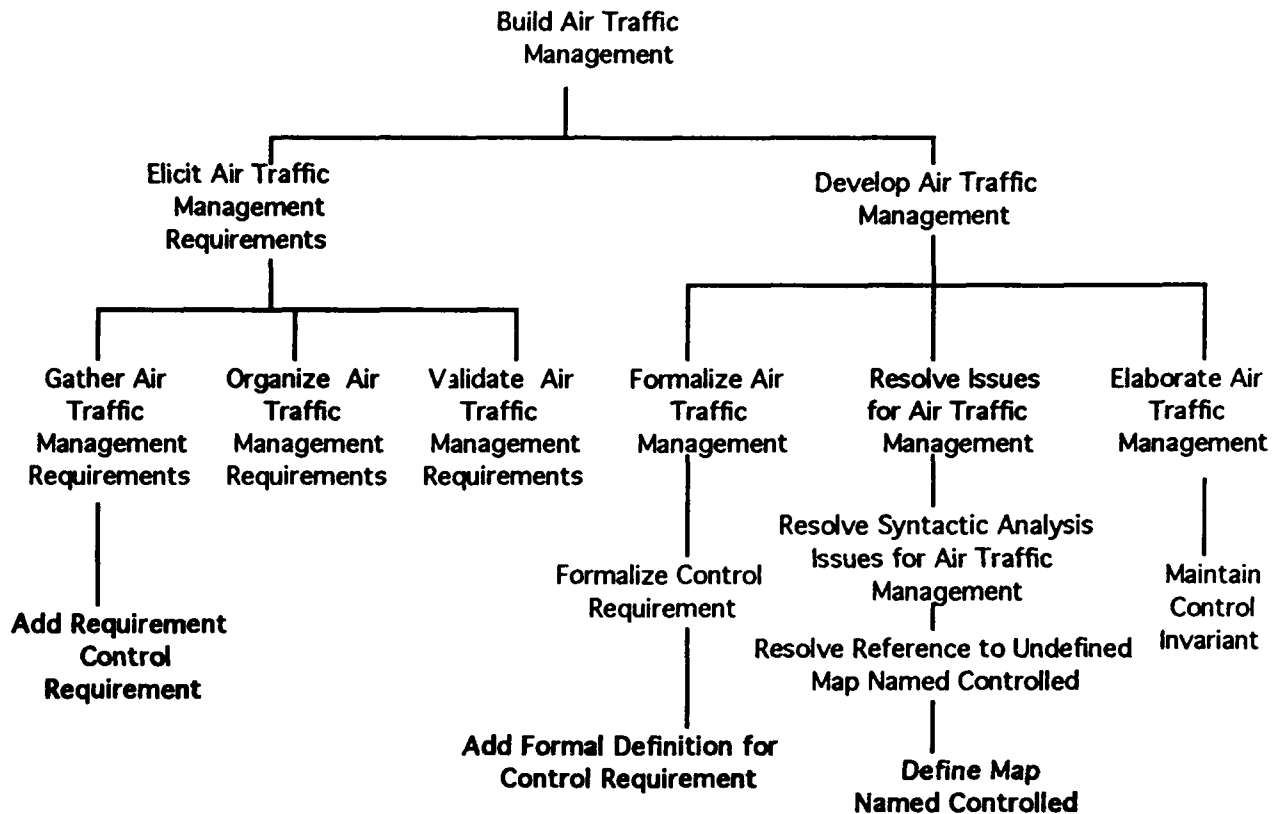 Build Air Traffic
Management
Elicit Air Traffic
Management
Requirements
Develop Air Traffic
Management
Gather Air
Traffic
Management
Requirements
Organize Air
Traffic
Management
Requirements
Validate Air
Traffic
Management
Requirements
Formalize Air
Traffic
Management
Resolve Issues
for Air Traffic
Management
Elaborate Air
Traffic
Management
Add Requirement
Control
Requirement
Formalize Control
Requirement
Add Formal Definition for
Control Requirement
Resolve Syntactic Analysis
Issues for Air Traffic
Management
Resolve Reference to Undefined
Map Named Controlled
Define Map
Named Controlled
Maintain
Control
Invariant